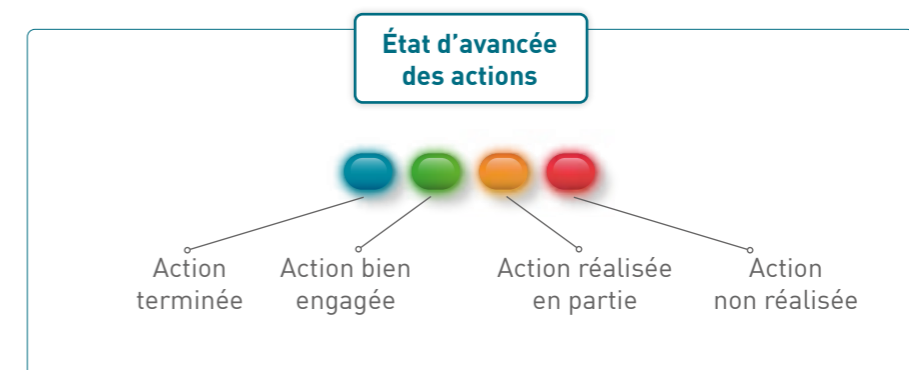 État d’avancée
des actions
Action
terminée
Action bien
engagée
Action réalisée
en partie
Action
non réalisée